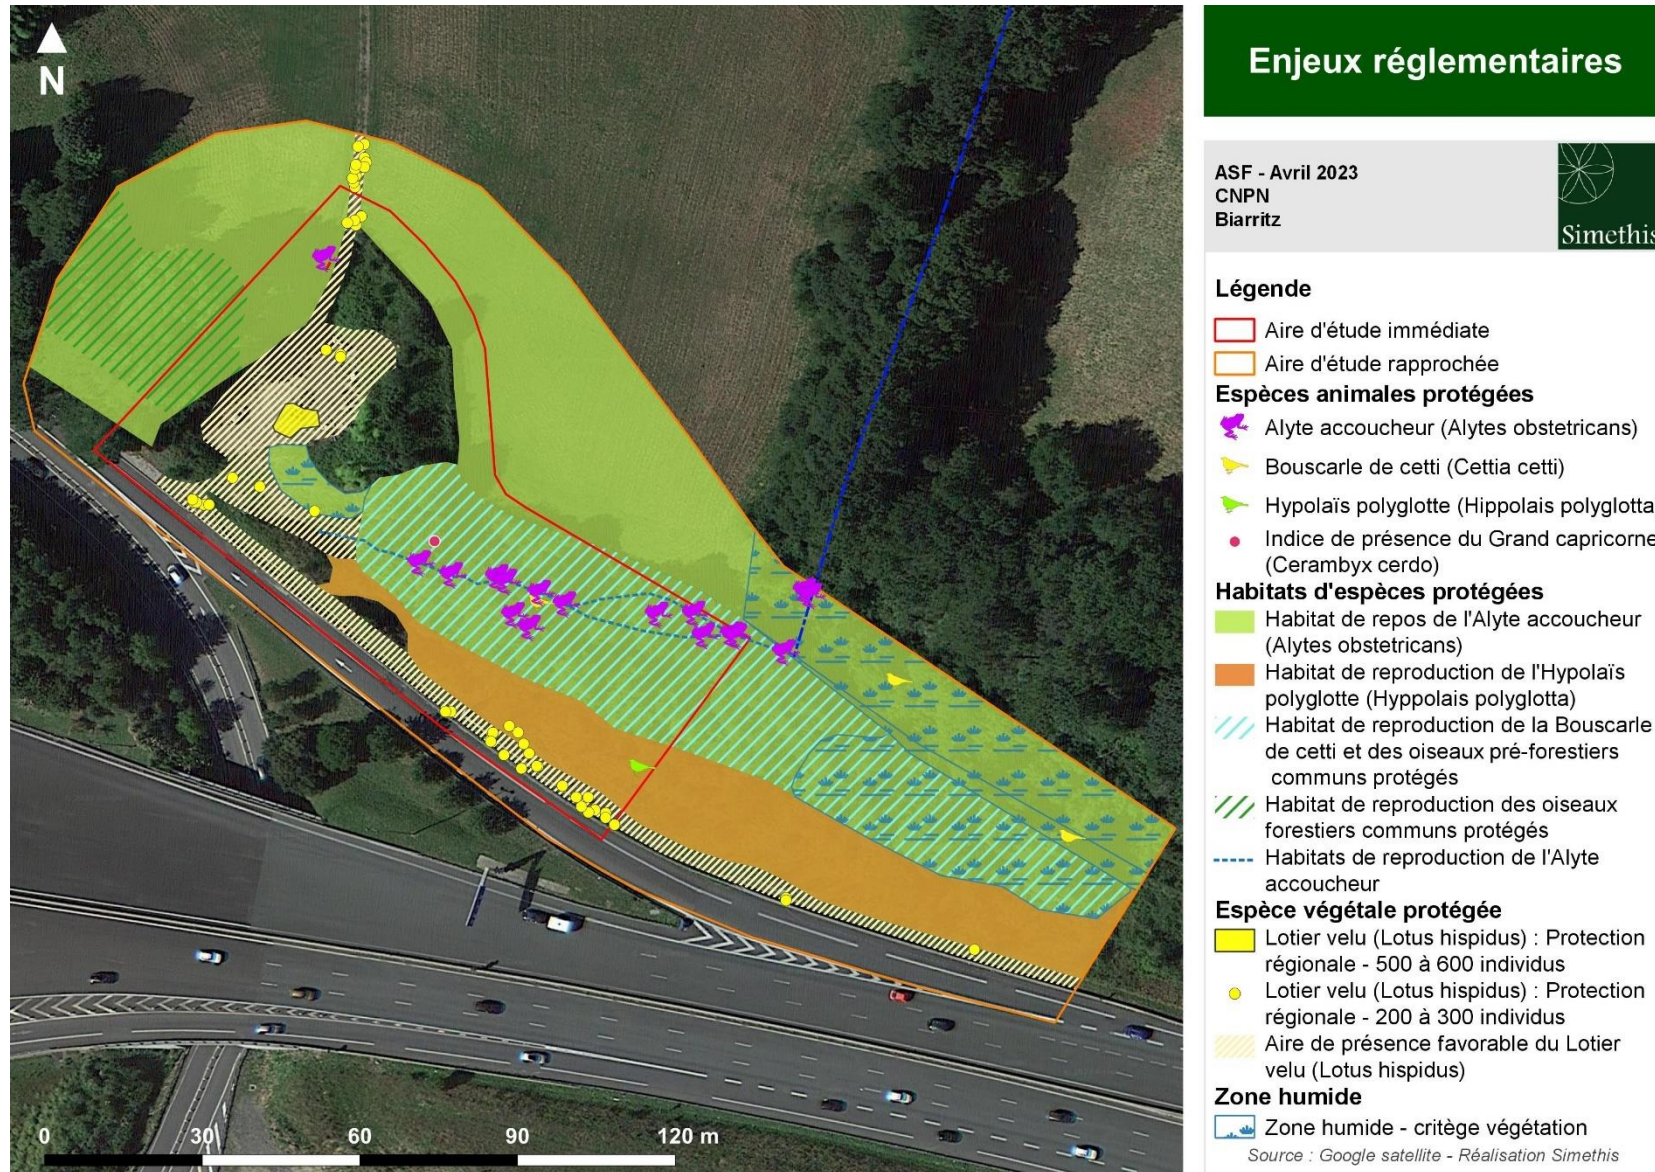 N
Enjeux réglementaires
ASF - Avril 2023
CNPN
Biarritz
Simethis
Légende
Aire d'étude immédiate
Aire d'étude rapprochée
Espèces animales protégées
Alyte accoucheur (Alytes obstetricans)
Bouscarle de cetti (Cettia cetti)
Hypolaïs polyglotte (Hippolais polyglotta
Indice de présence du Grand capricorne
(Cerambyx cerdo)
Habitats d'espèces protégées
Habitat de repos de l'Alyte accoucheur
(Alytes obstetricans)
Habitat de reproduction de l'Hypolaïs
polyglotte (Hyppolais polyglotta)
Habitat de reproduction de la Bouscarle
de cetti et des oiseaux pré-forestiers
communs protégés
Habitat de reproduction des oiseaux
forestiers communs protégés
Habitats de reproduction de l'Alyte
accoucheur
Espèce végétale protégée
Lotier velu (Lotus hispidus) : Protection
régionale - 500 à 600 individus
Lotier velu (Lotus hispidus) : Protection
régionale - 200 à 300 individus
Aire de présence favorable du Lotier
velu (Lotus hispidus)
Zone humide
Zone humide - critège végétation
Source : Google satellite - Réalisation Simethis
0 30 60 90 120 m